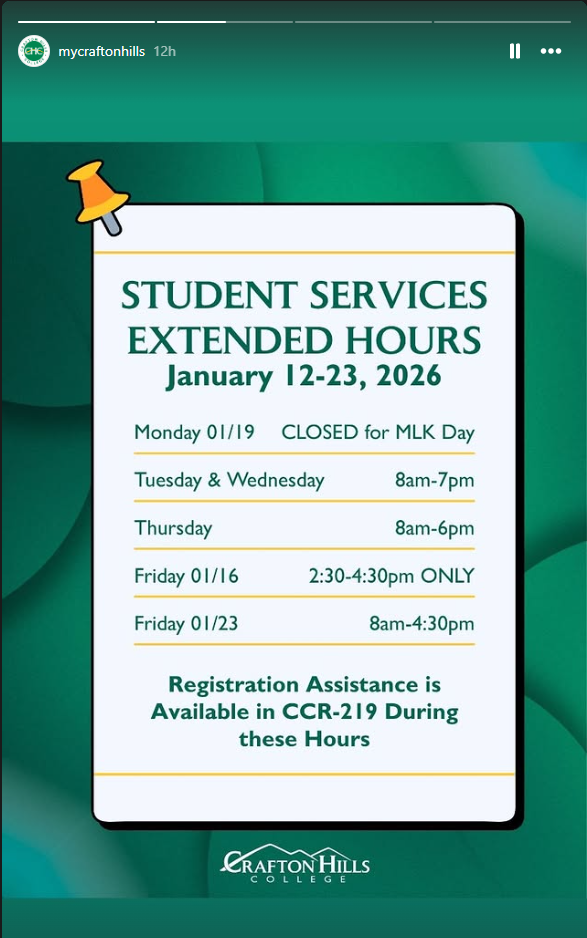 mycraftonhills 12h
STUDENT SERVICES
EXTENDED HOURS
January 12-23, 2026
Monday 01/19 CLOSED for MLK Day
Tuesday & Wednesday 8am-7pm
Thursday 8am-6pm
Friday 01/16 2:30-4:30pm ONLY
Friday 01/23 8am-4:30pm
Registration Assistance is
Available in CCR-219 During
these Hours
CRAFTON HILLS
COLLEGE